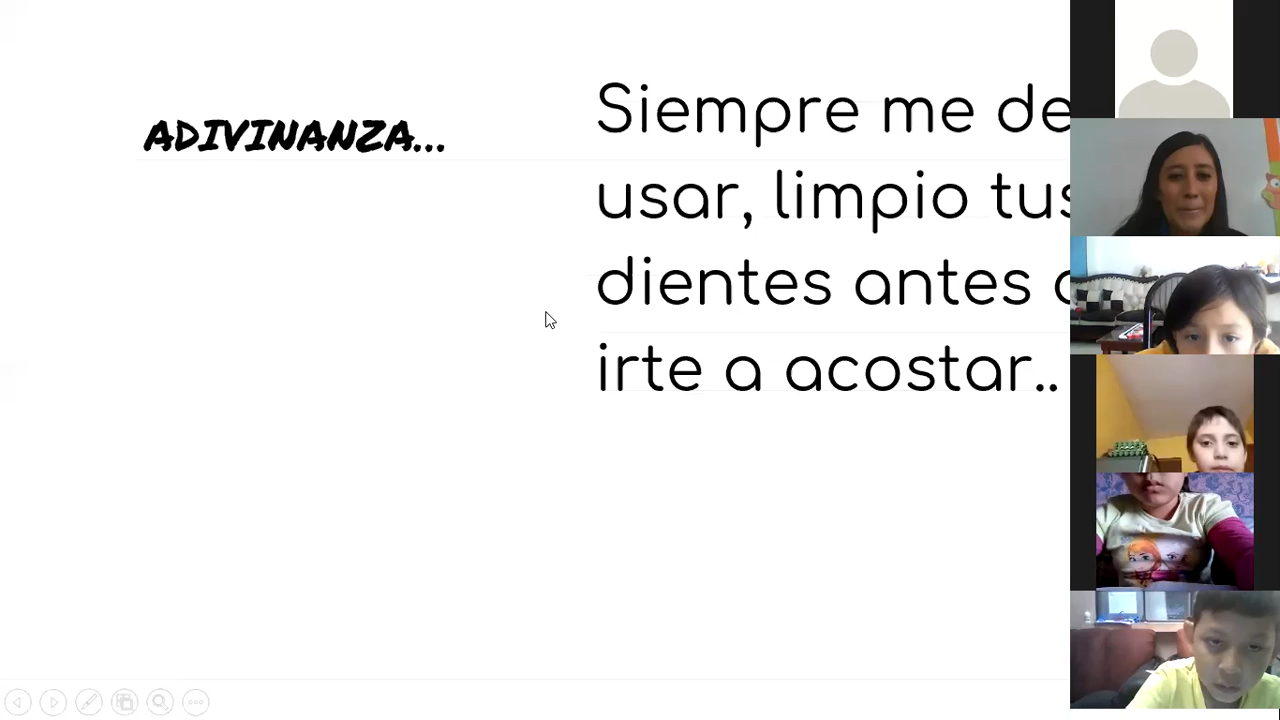 ADIVINANZA...
Siempre me de
usar, limpio tus
dientes antes
irte a acostar..